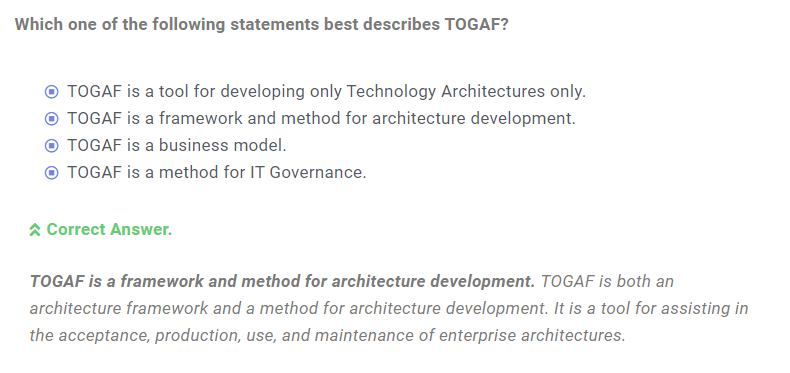 Which one of the following statements best describes TOGAF?
TOGAF is a tool for developing only Technology Architectures only.
TOGAF is a framework and method for architecture development.
TOGAF is a business model.
TOGAF is a method for IT Governance.
Correct Answer.
TOGAF is a framework and method for architecture development. TOGAF is both an
architecture framework and a method for architecture development. It is a tool for assisting in
the acceptance, production, use, and maintenance of enterprise architectures.